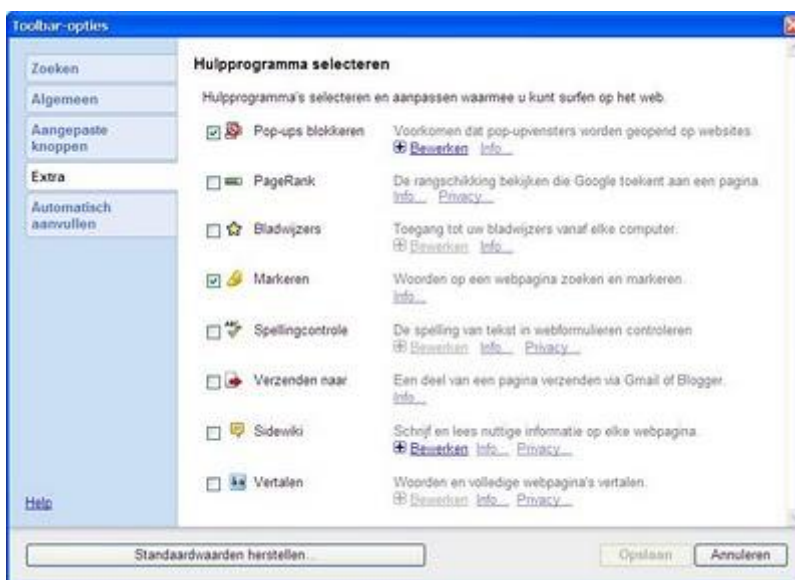 Toolbar-opties
Zoeken
Algemeen
Aangepaste
knoppen
Extra
Automatisch
aanvullen
Help
Hulpprogramma selecteren
Hulpprogramma's selecteren en aanpassen waarmee u kunt surfen op het web.
Pop-ups blokkeren
Voorkomen dat pop-upvensters worden geopend op websites.
Bewerken Info...
PageRank
De rangschikking bekijken die Google toekent aan een pagina.
Info... Privacy...
Bladwijzers
Toegang tot uw bladwijzers vanaf elke computer.
Bewerken Info...
Markeren
Woorden op een webpagina zoeken en markeren.
Info...
Spellingcontrole
De spelling van tekst in webformulieren controleren
Bewerken Info... Privacy...
Verzenden naar
Een deel van een pagina verzenden via Gmail of Blogger.
Info...
Sidewiki
Schrijf en lees nuttige informatie op elke webpagina.
Bewerken Info... Privacy...
Vertalen
Woorden en volledige webpagina's vertalen.
Bewerken Info... Privacy...
Standaardwaarden herstellen...
Opslaan
Annuleren